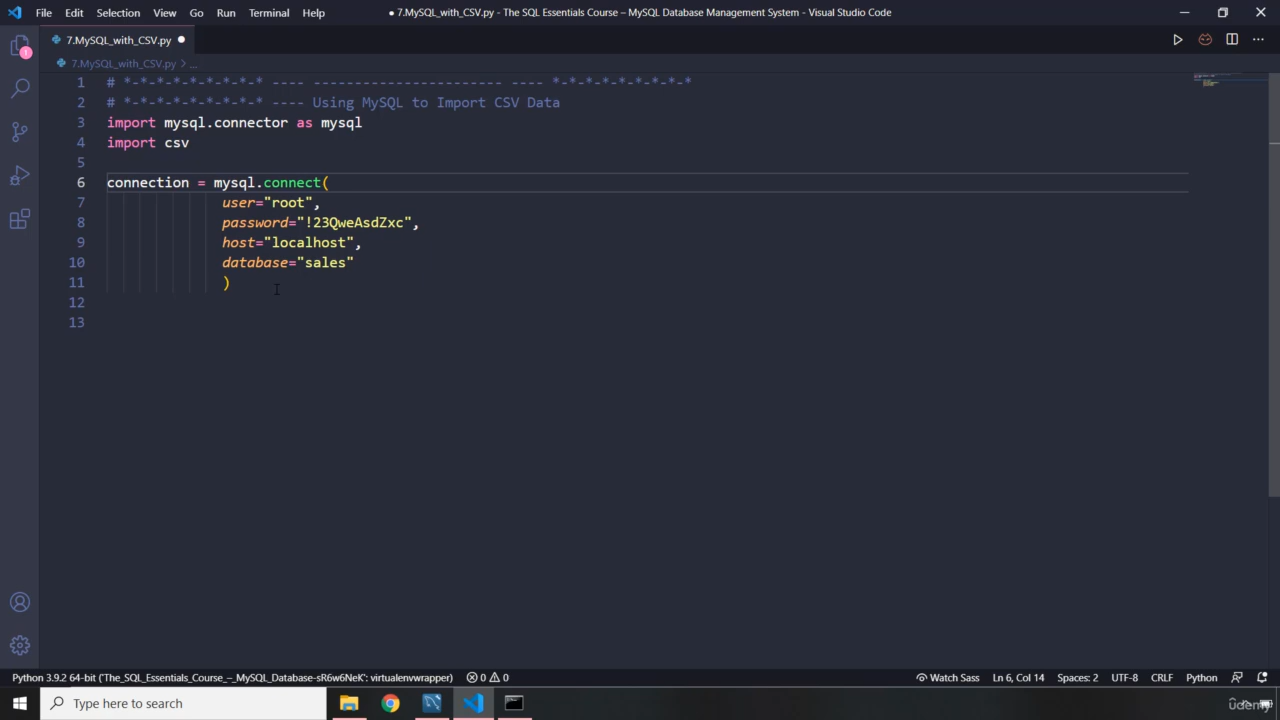 File Edit Selection View Go Run Terminal Help
● 7.MySQL_with_CSV.py - The SQL Essentials Course – MySQL Database Management System - Visual Studio Code
7.MySQL_with_CSV.py ●
7.MySQL_with_CSV.py > ...
1 # *-*-*-*-*-*-*-*-* ---- ----------------------- ---- *-*-*-*-*-*-*-*-*
2 # *-*-*-*-*-*-*-*-* ---- Using MySQL to Import CSV Data
3 import mysql.connector as mysql
4 import csv
5
6 connection = mysql.connect(
7 user="root",
8 password="!23QweAsdZxc",
9 host="localhost",
10 database="sales"
11 )
12
13
1
Python 3.9.2 64-bit ('The_SQL_Essentials_Course_–_MySQL_Database-sR6w6NeK': virtualenvwrapper) 0 0 Watch Sass Ln 6, Col 14 Spaces: 2 UTF-8 CRLF Python
Type here to search
udemy